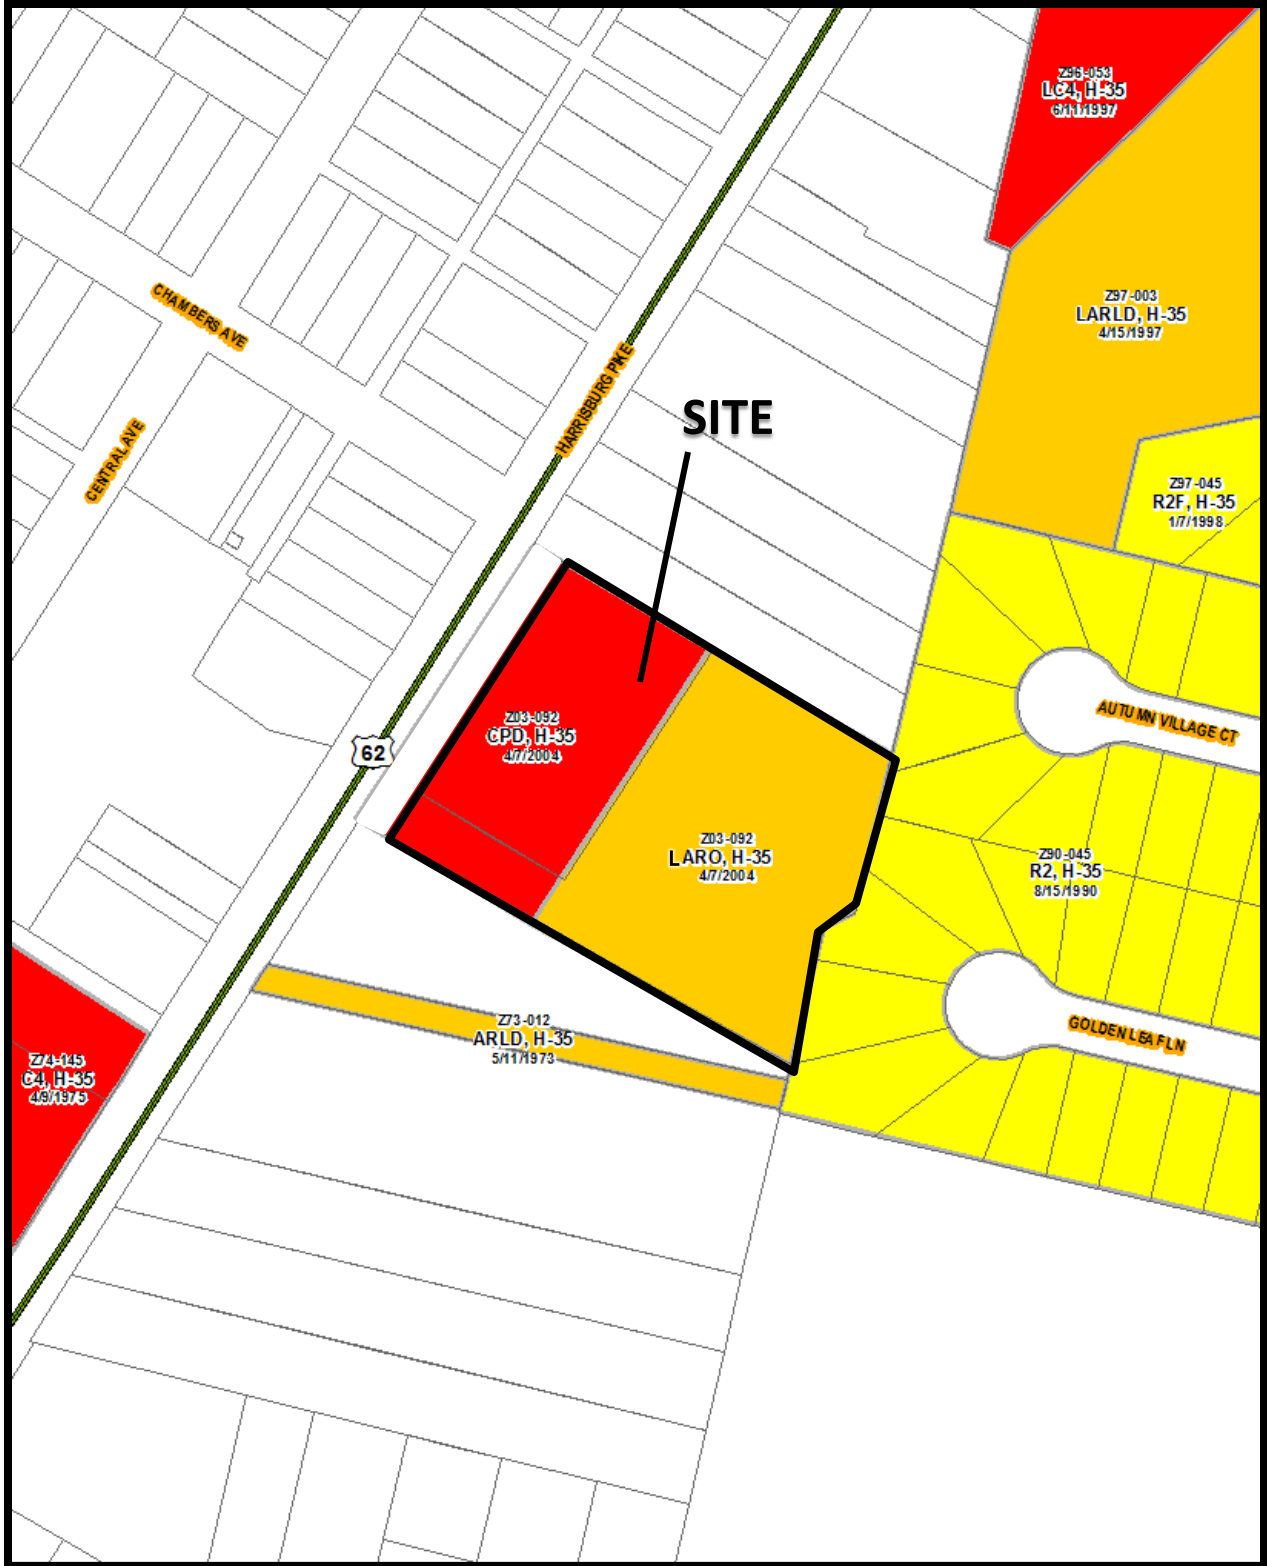 Z96-053
LC4, H-35
6/11/1997
Z97-003
LARLD, H-35
4/15/1997
CHAMBERS AVE
HARRISBURG PIKE
SITE
CENTRAL AVE
Z97-045
R2F, H-35
1/7/1998
AUTUMN VILLAGE CT
Z03-092
CPD, H-35
4/7/2004
62
Z03-092
LARO, H-35
4/7/2004
Z90-045
R2, H-35
8/15/1990
Z73-012
ARLD, H-35
5/11/1973
GOLDEN LEAF LN
Z74-145
C4, H-35
4/9/1975